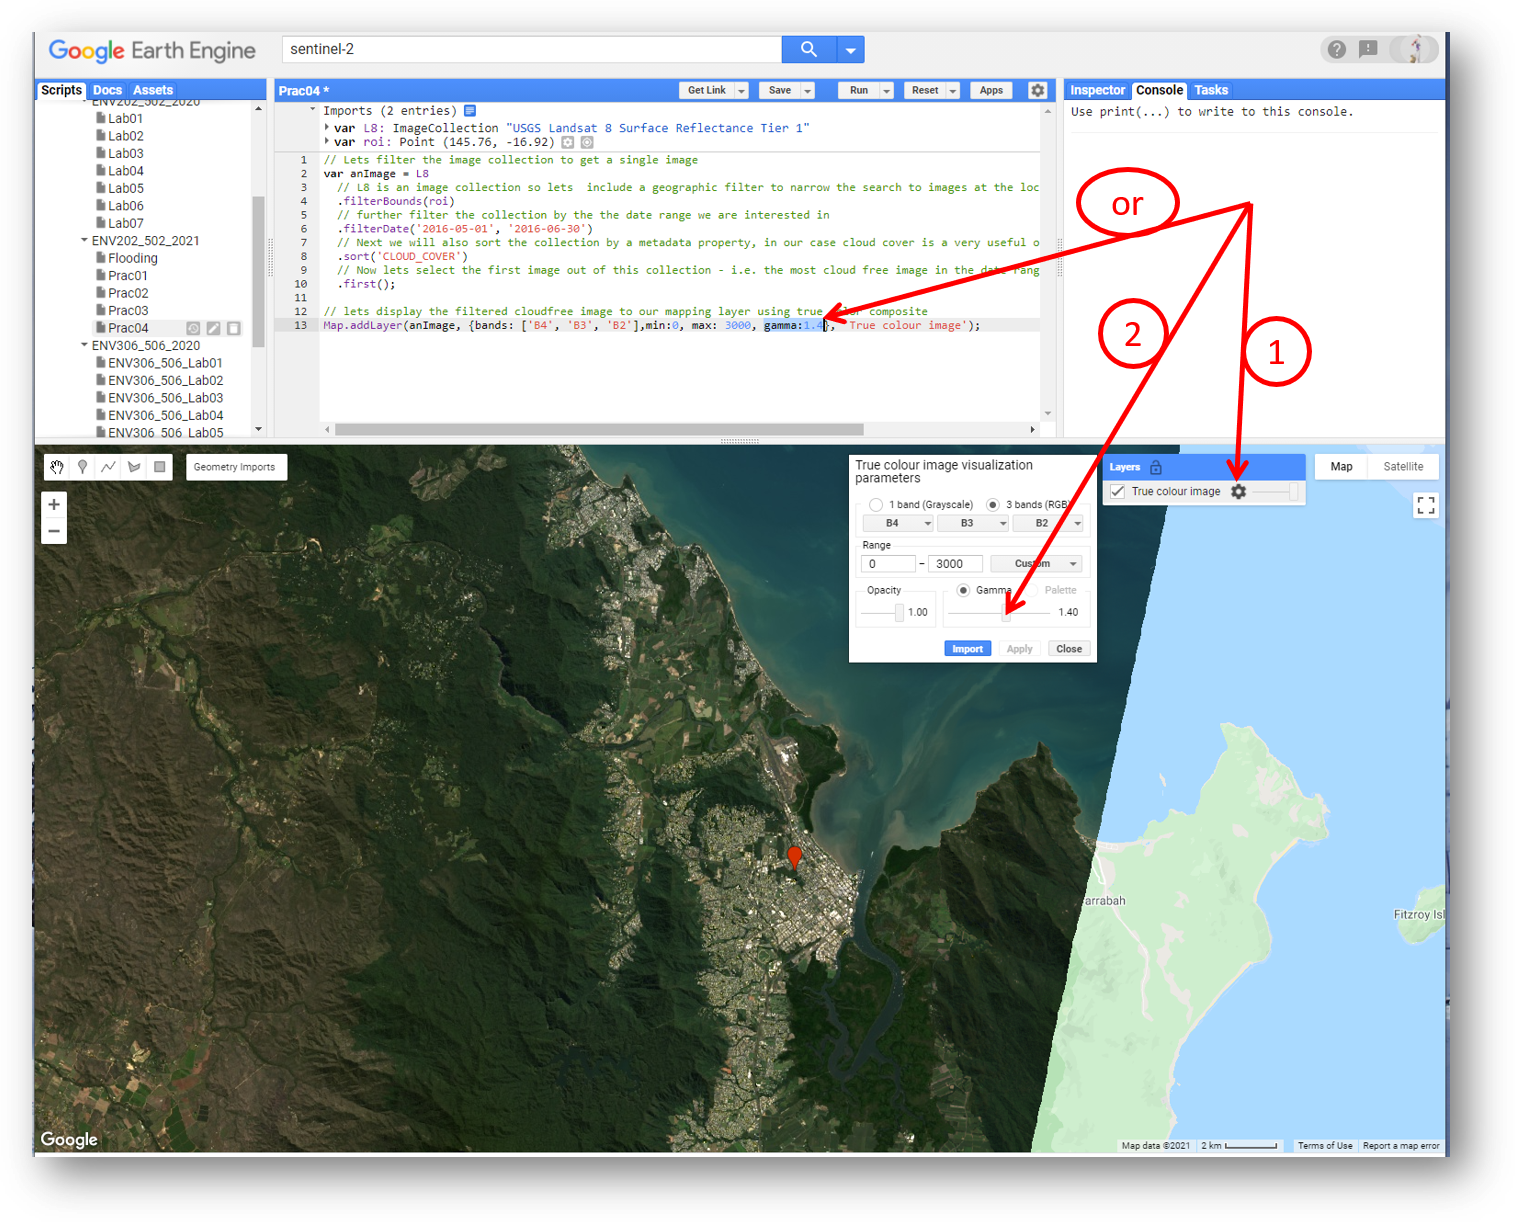 Google Earth Engine
sentinel-2
Scripts Docs Assets
ENV202_502_2020
Lab01
Lab02
Lab03
Lab04
Lab05
Lab06
Lab07
ENV202_502_2021
Flooding
Prac01
Prac02
Prac03
Prac04
ENV306_506_2020
ENV306_506_Lab01
ENV306_506_Lab02
ENV306_506_Lab03
ENV306_506_Lab04
ENV306_506_Lab05
Prac04 *
Get Link Save Run Reset Apps
Imports (2 entries)
var L8: ImageCollection "USGS Landsat 8 Surface Reflectance Tier 1"
var roi: Point (145.76, -16.92)
1 // Lets filter the image collection to get a single image
2 var anImage = L8
3 // L8 is an image collection so lets include a geographic filter to narrow the search to images at the loc
4 .filterBounds(roi)
5 // further filter the collection by the the date range we are interested in
6 .filterDate('2016-05-01', '2016-06-30')
7 // Next we will also sort the collection by a metadata property, in our case cloud cover is a very useful o
8 .sort('CLOUD_COVER')
9 // Now lets select the first image out of this collection - i.e. the most cloud free image in the date rang
10 .first();
11
12 // lets display the filtered cloudfree image to our mapping layer using true composite
13 Map.addLayer(anImage, {bands: ['B4', 'B3', 'B2'],min:0, max: 3000, gamma:1.4}, 'True colour image');
Inspector Console Tasks
Use print(...) to write to this console.
or
2
1
Geometry Imports
+
−
True colour image visualization
parameters
1 band (Grayscale) 3 bands (RGB)
B4 B3 B2
Range
0 – 3000 Custom
Opacity Gamma Palette
1.00 1.40
Import Apply Close
Layers
True colour image
Map Satellite
arrabah
Fitzroy Isl
Google
Map data ©2021 2 km Terms of Use Report a map error